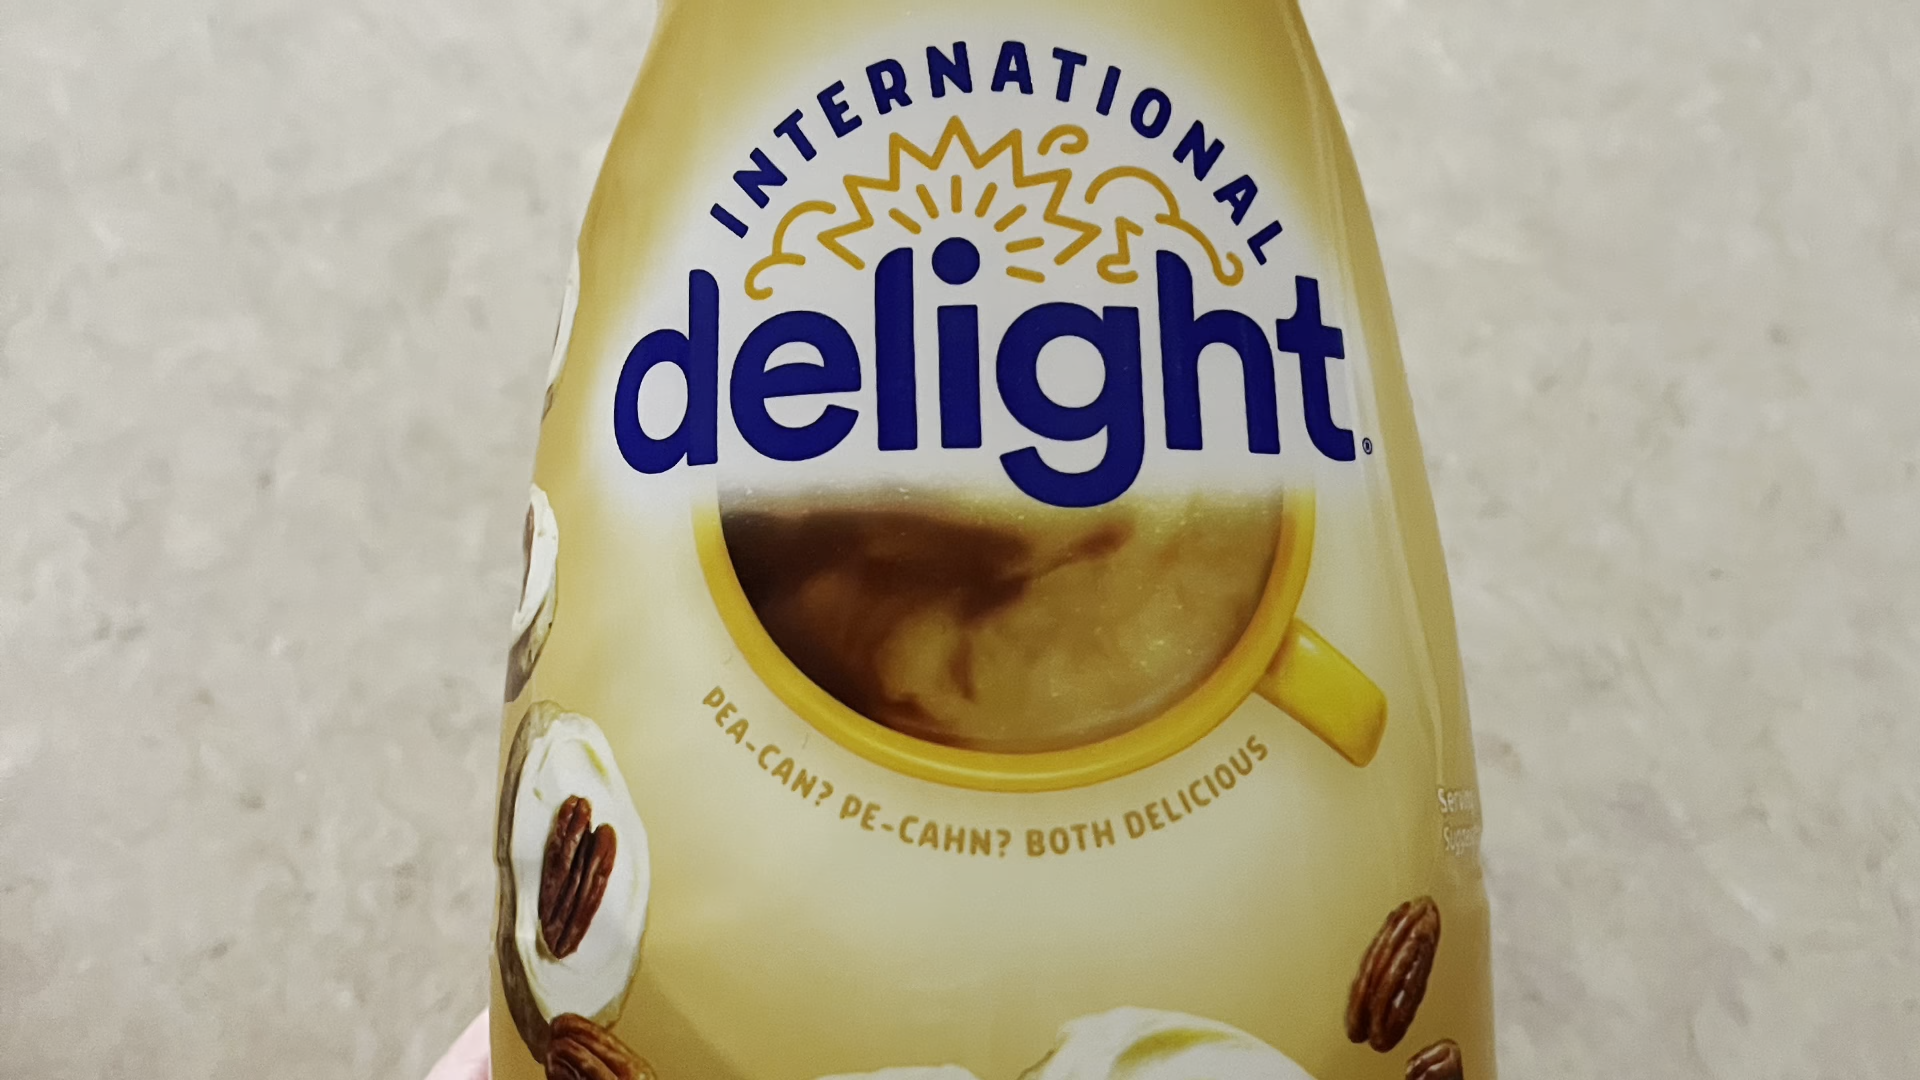 INTERNATIONAL
delight®
PEA-CAN? PE-CAHN? BOTH DELICIOUS